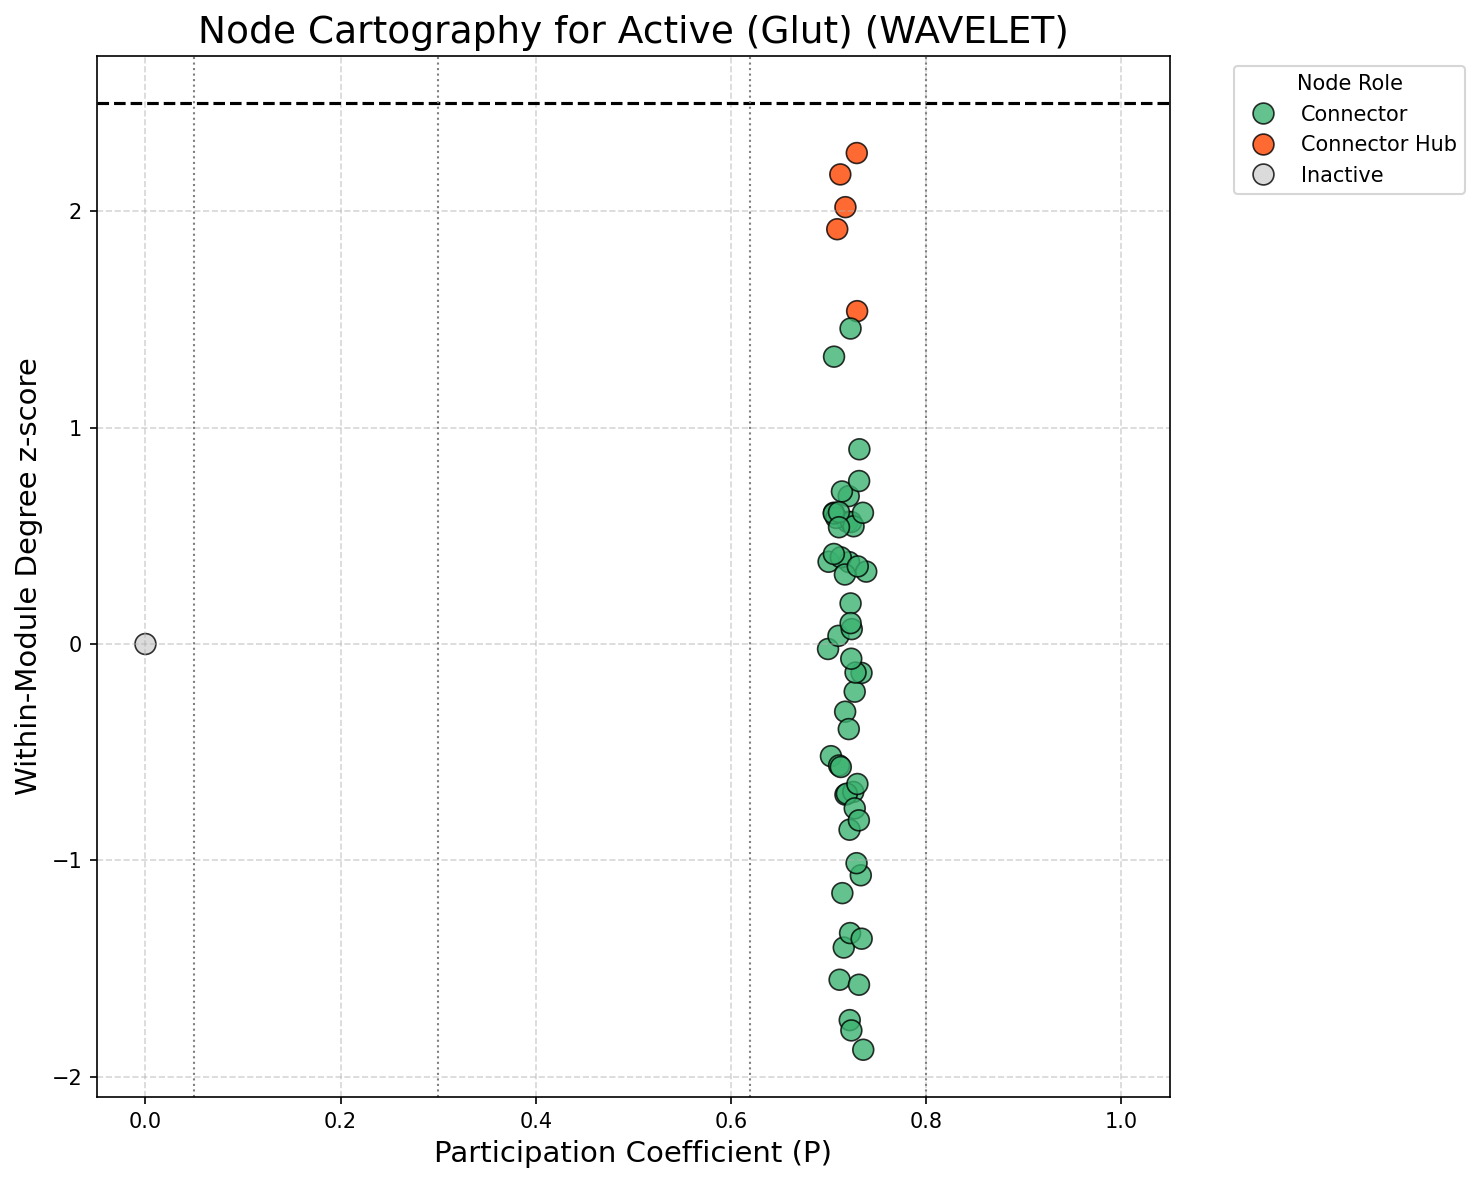 Node Cartography for Active (Glut) (WAVELET)
Node Role
Connector
Connector Hub
Inactive
Within-Module Degree z-score
2
1
0
−1
−2
0.0 0.2 0.4 0.6 0.8 1.0
Participation Coefficient (P)